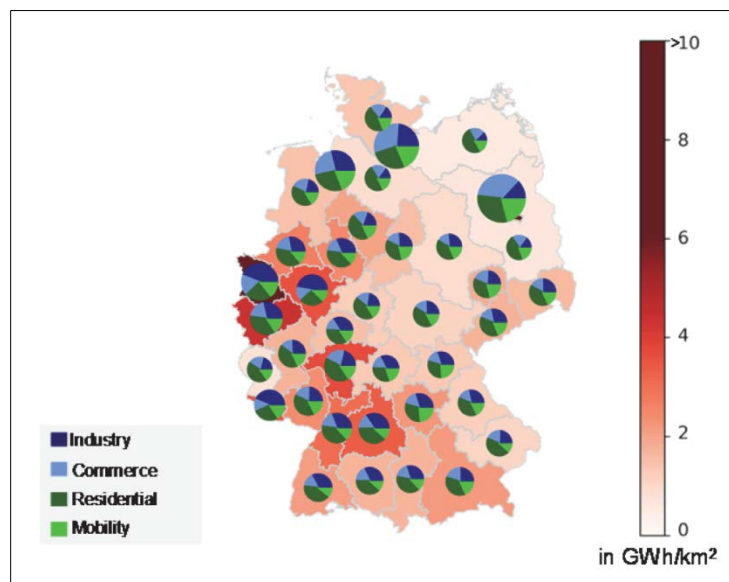 >10
8
6
4
2
0
in GWh/km²
Industry
Commerce
Residential
Mobility